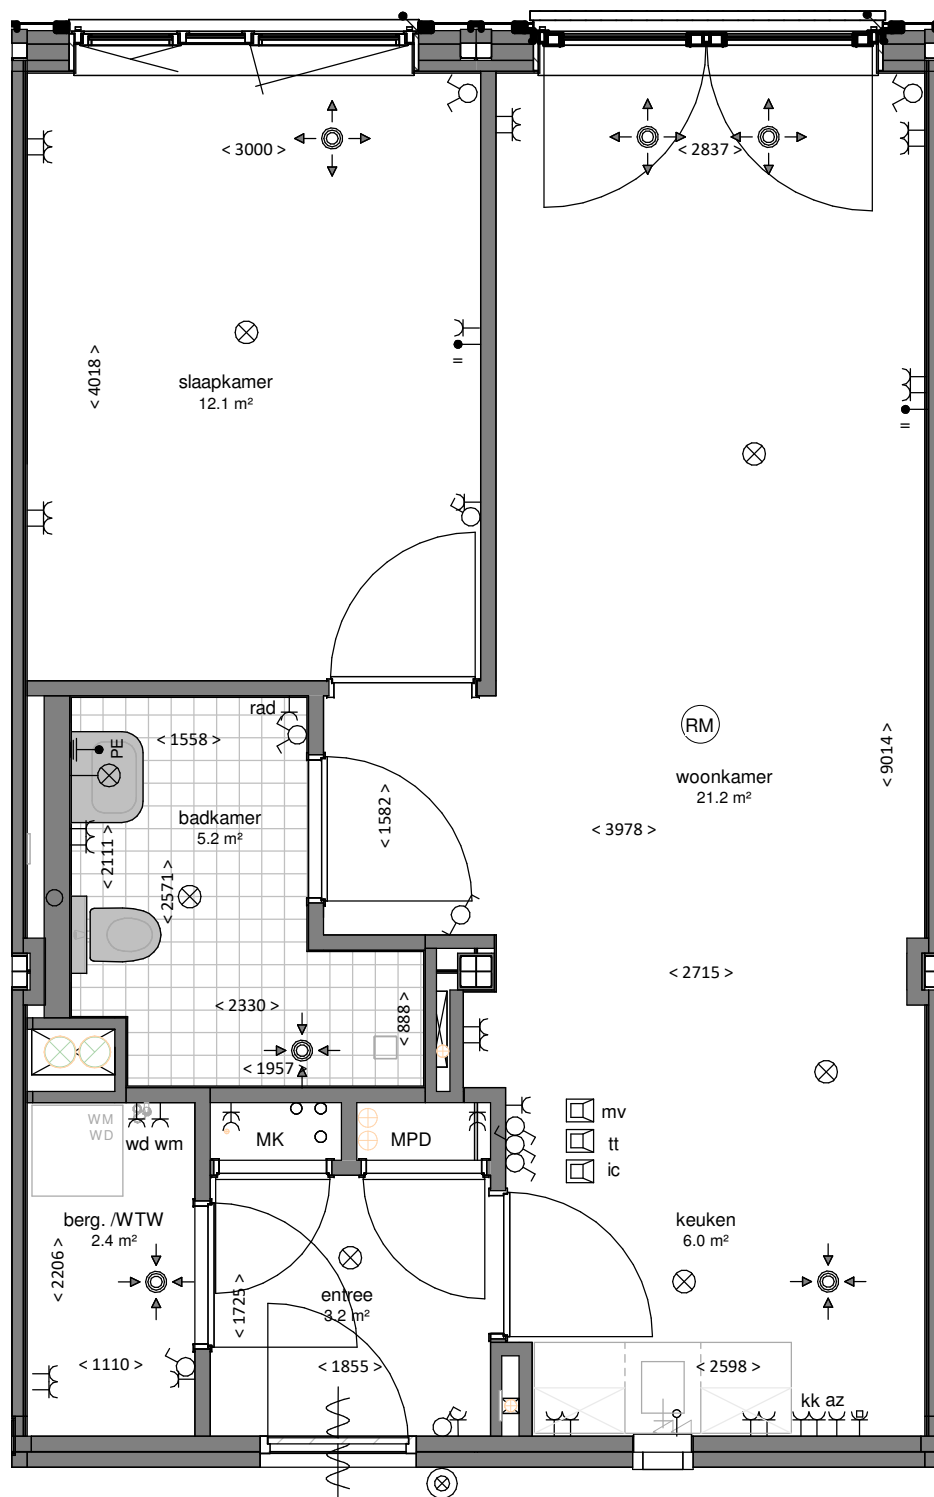 < 3000 >
< 2837 >
< 4018 >
=
slaapkamer
12.1 m²
=
rad
< 1558 >
PE
RM
< 9014 >
woonkamer
21.2 m²
badkamer
5.2 m²
< 1582 >
< 3978 >
< 2111 >
< 2571 >
< 2715 >
< 2330 >
< 888 >
< 1957 >
WM
WD
wd wm
MK
MPD
mv
tt
ic
berg. /WTW
2.4 m²
keuken
6.0 m²
< 2206 >
< 1725 >
entree
3.2 m²
< 1110 >
< 1855 >
< 2598 >
kk az